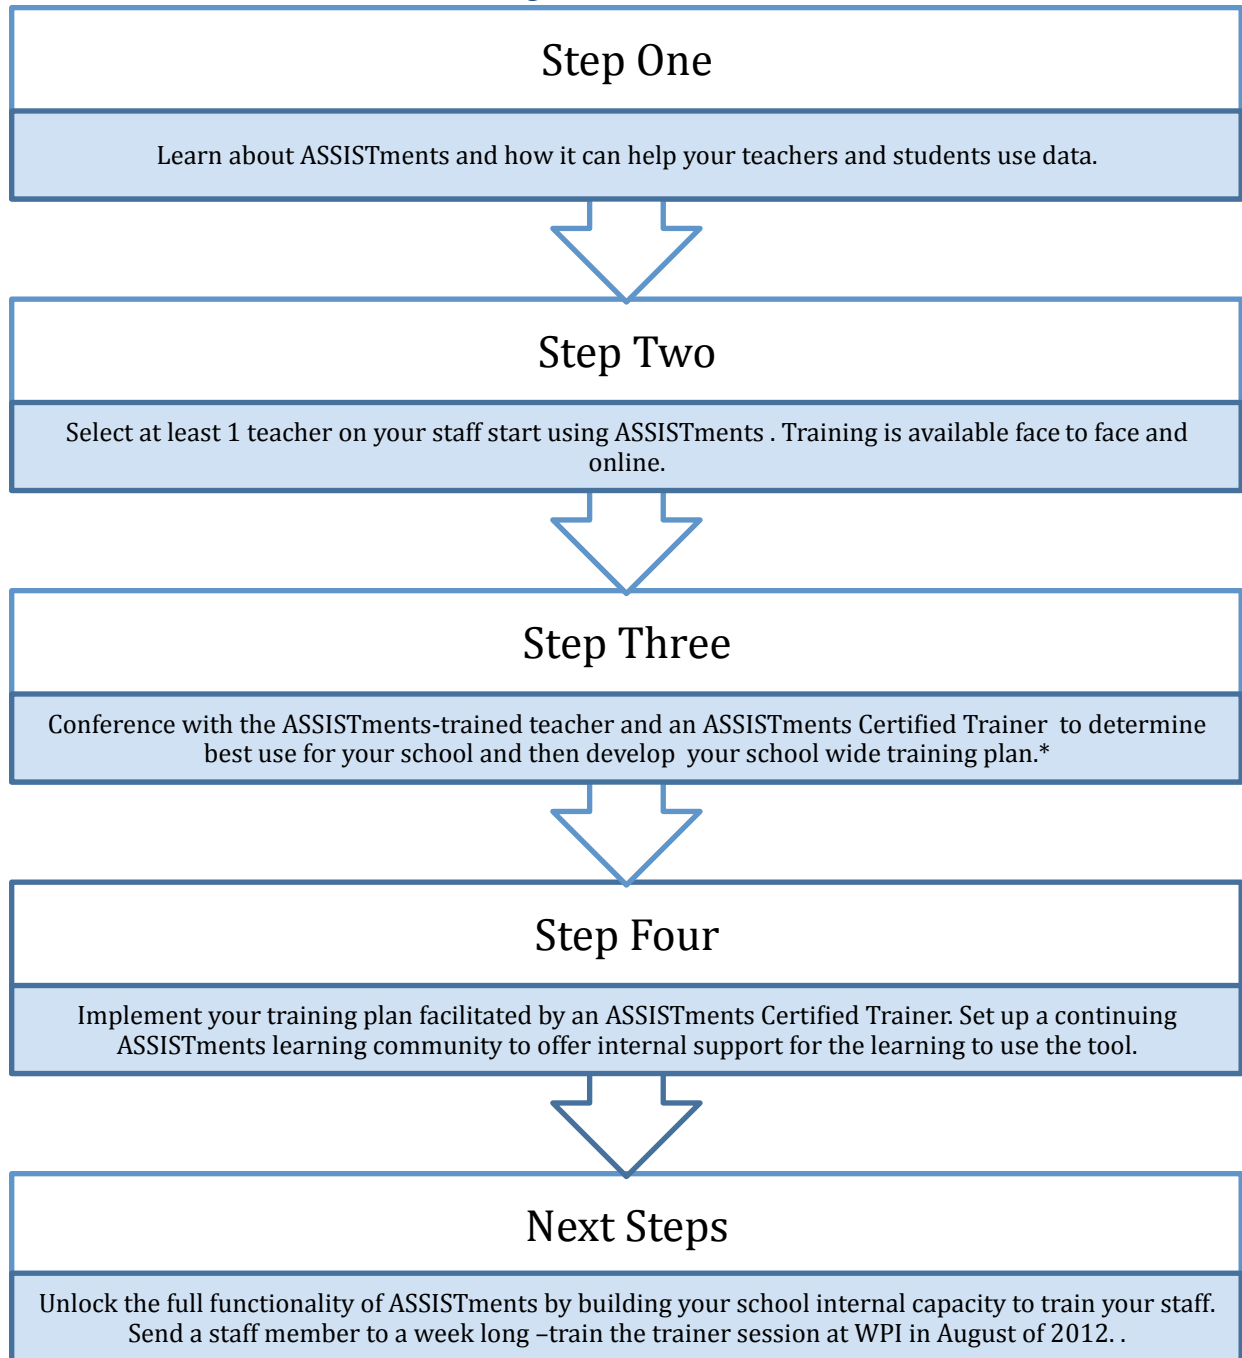 Step One
Learn about ASSISTments and how it can help your teachers and students use data.
Step Two
Select at least 1 teacher on your staff start using ASSISTments . Training is available face to face and
online.
Step Three
Conference with the ASSISTments-trained teacher and an ASSISTments Certified Trainer  to determine
best use for your school and then develop  your school wide training plan.*
Step Four
Implement your training plan facilitated by an ASSISTments Certified Trainer. Set up a continuing
ASSISTments learning community to offer internal support for the learning to use the tool.
Next Steps
Unlock the full functionality of ASSISTments by building your school internal capacity to train your staff.
Send a staff member to a week long –train the trainer session at WPI in August of 2012. .